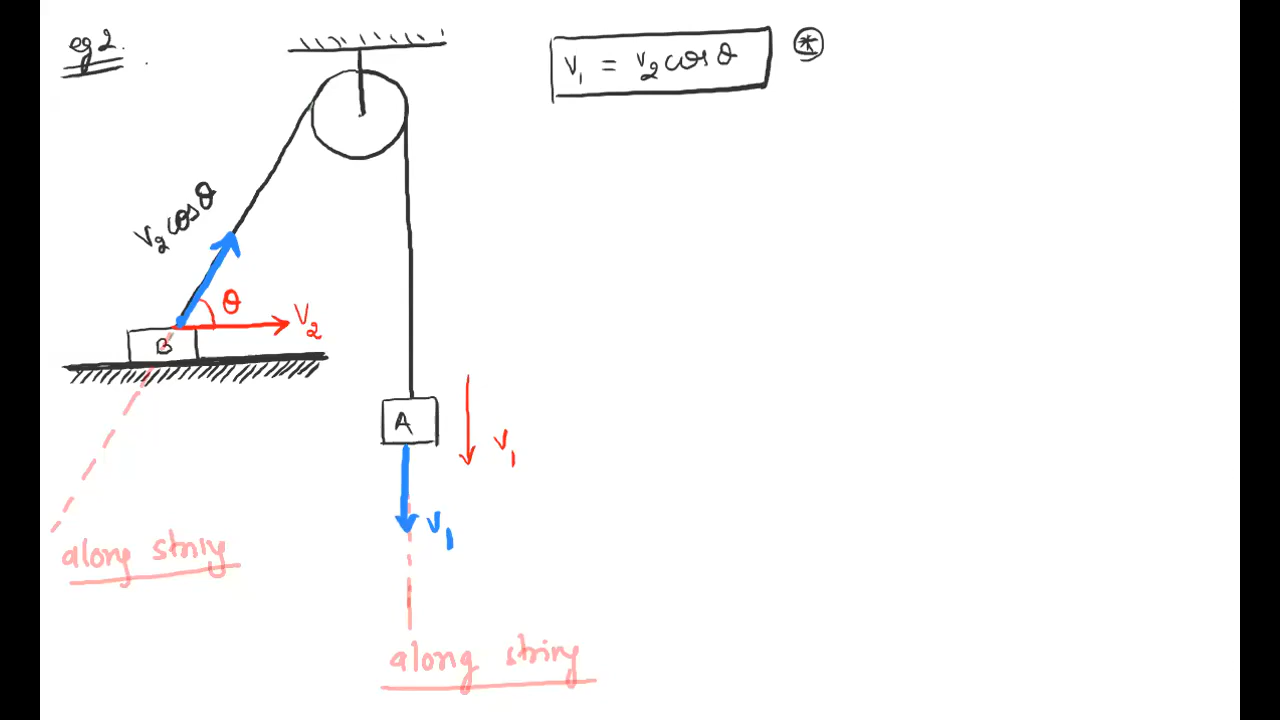 eg 2.
v₁ = v₂ cos θ *
v₂ cos θ
θ
v₂
B
A
v₁
v₁
along string
along string